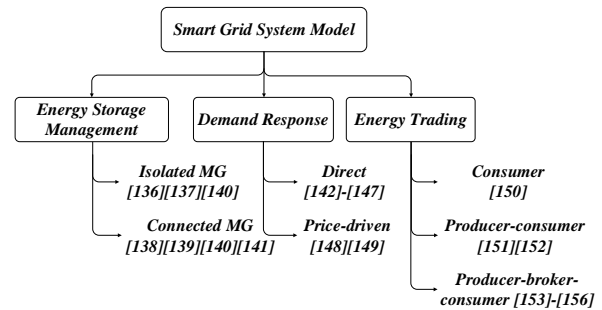 Smart Grid System Model
Energy Storage
Management
Demand Response
Energy Trading
Isolated MG
[136][137][140]
Connected MG
[138][139][140][141]
Direct
[142]-[147]
Price-driven
[148][149]
Consumer
[150]
Producer-consumer
[151][152]
Producer-broker-
consumer [153]-[156]